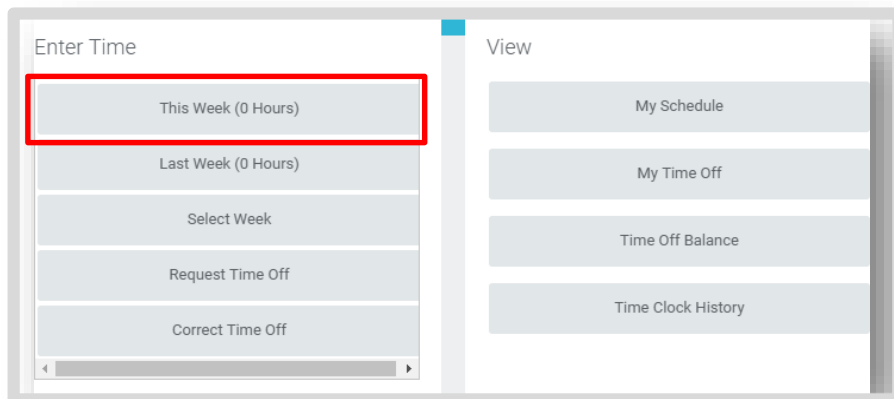 Enter Time
This Week (0 Hours)
Last Week (0 Hours)
Select Week
Request Time Off
Correct Time Off
View
My Schedule
My Time Off
Time Off Balance
Time Clock History